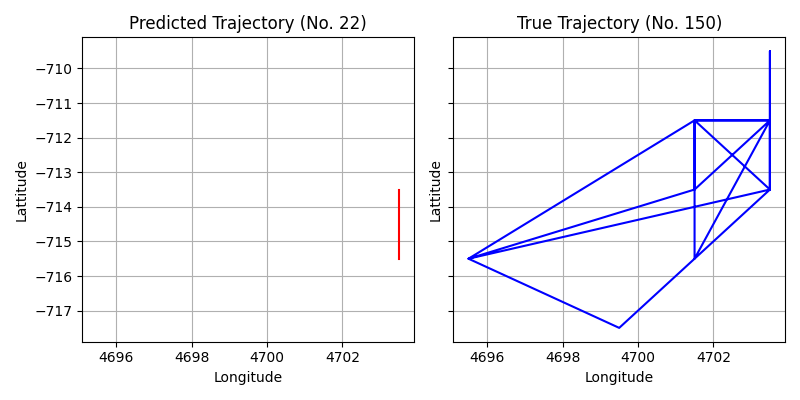 Predicted Trajectory (No. 22)
True Trajectory (No. 150)
−710
−711
−712
−713
−714
−715
−716
−717
Lattitude
Lattitude
4696 4698 4700 4702
4696 4698 4700 4702
Longitude
Longitude